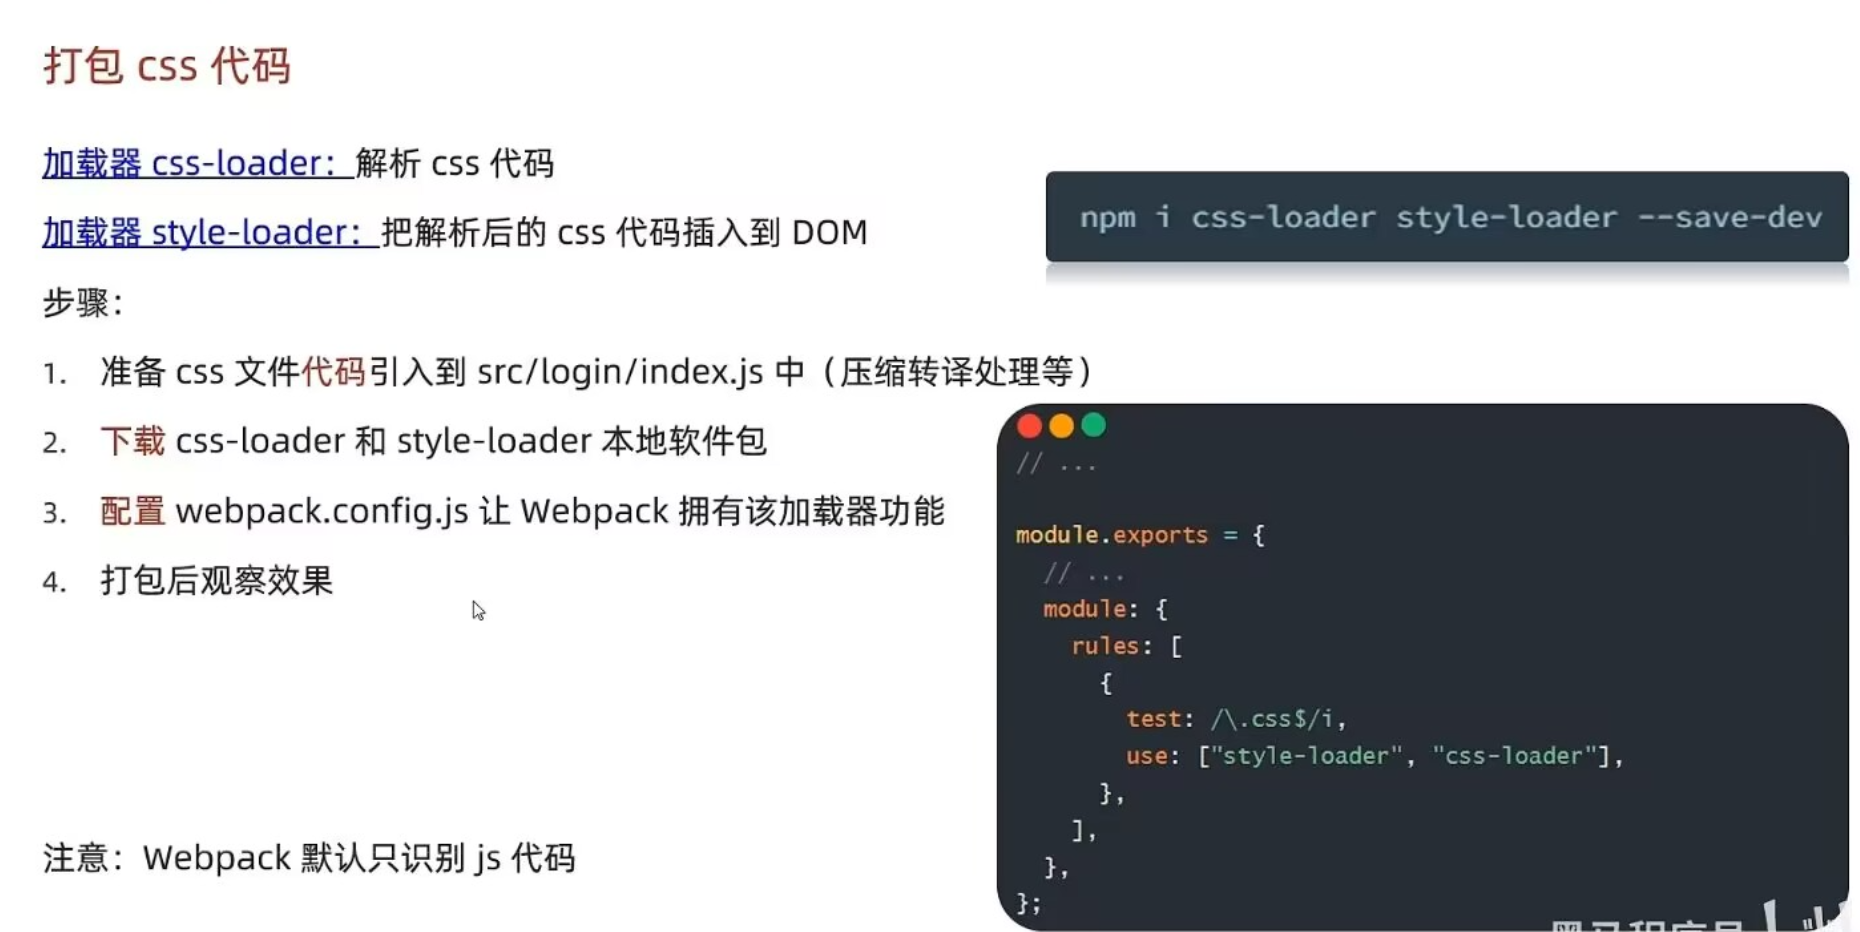 打包 css 代码
加载器 css-loader：解析 css 代码
加载器 style-loader：把解析后的 css 代码插入到 DOM
npm i css-loader style-loader --save-dev
步骤：
1. 准备 css 文件代码引入到 src/login/index.js 中（压缩转译处理等）
2. 下载 css-loader 和 style-loader 本地软件包
3. 配置 webpack.config.js 让 Webpack 拥有该加载器功能
4. 打包后观察效果
注意：Webpack 默认只识别 js 代码
// ...
module.exports = {
// ...
module: {
rules: [
{
test: /\.css$/i,
use: ["style-loader", "css-loader"],
},
],
},
};